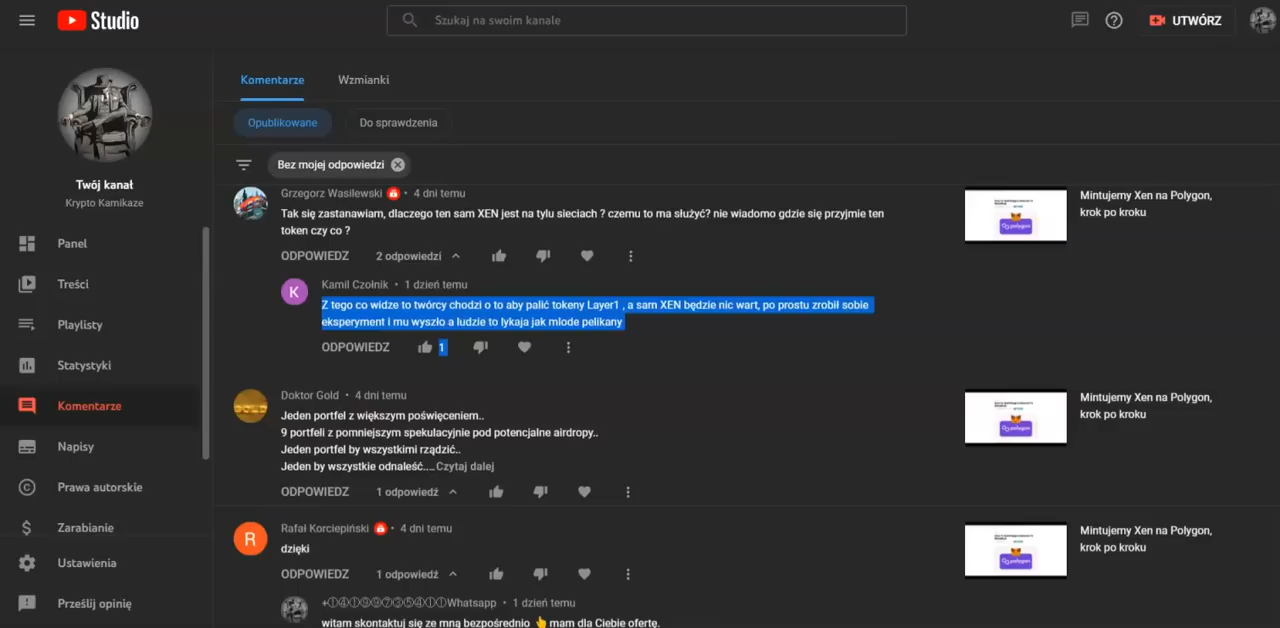 Studio
Szukaj na swoim kanale
UTWÓRZ
Twój kanał
Krypto Kamikaze
Panel
Treści
Playlisty
Statystyki
Komentarze
Napisy
Prawa autorskie
Zarabianie
Ustawienia
Prześlij opinię
Komentarze
Wzmianki
Opublikowane
Do sprawdzenia
Bez mojej odpowiedzi
Grzegorz Wasilewski • 4 dni temu
Tak się zastanawiam, dlaczego ten sam XEN jest na tylu sieciach ? czemu to ma służyć? nie wiadomo gdzie się przyjmie ten
token czy co ?
ODPOWIEDZ 2 odpowiedzi
Mintujemy Xen na Polygon,
krok po kroku
K
Kamil Czołnik • 1 dzień temu
Z tego co widze to twórcy chodzi o to aby palić tokeny Layer1 , a sam XEN będzie nic wart, po prostu zrobił sobie
eksperyment i mu wyszło a ludzie to lykaja jak mlode pelikany
ODPOWIEDZ 1
Doktor Gold • 4 dni temu
Jeden portfel z większym poświęceniem..
9 portfeli z pomniejszym spekulacyjnie pod potencjalne airdropy..
Jeden portfel by wszystkimi rządzić..
Jeden by wszystkie odnaleść.... Czytaj dalej
ODPOWIEDZ 1 odpowiedź
Mintujemy Xen na Polygon,
krok po kroku
R
Rafał Korciepiński • 4 dni temu
dzięki
ODPOWIEDZ 1 odpowiedź
Mintujemy Xen na Polygon,
krok po kroku
Whatsapp • 1 dzień temu
witam skontaktuj się ze mną bezpośrednio 👆 mam dla Ciebie ofertę.